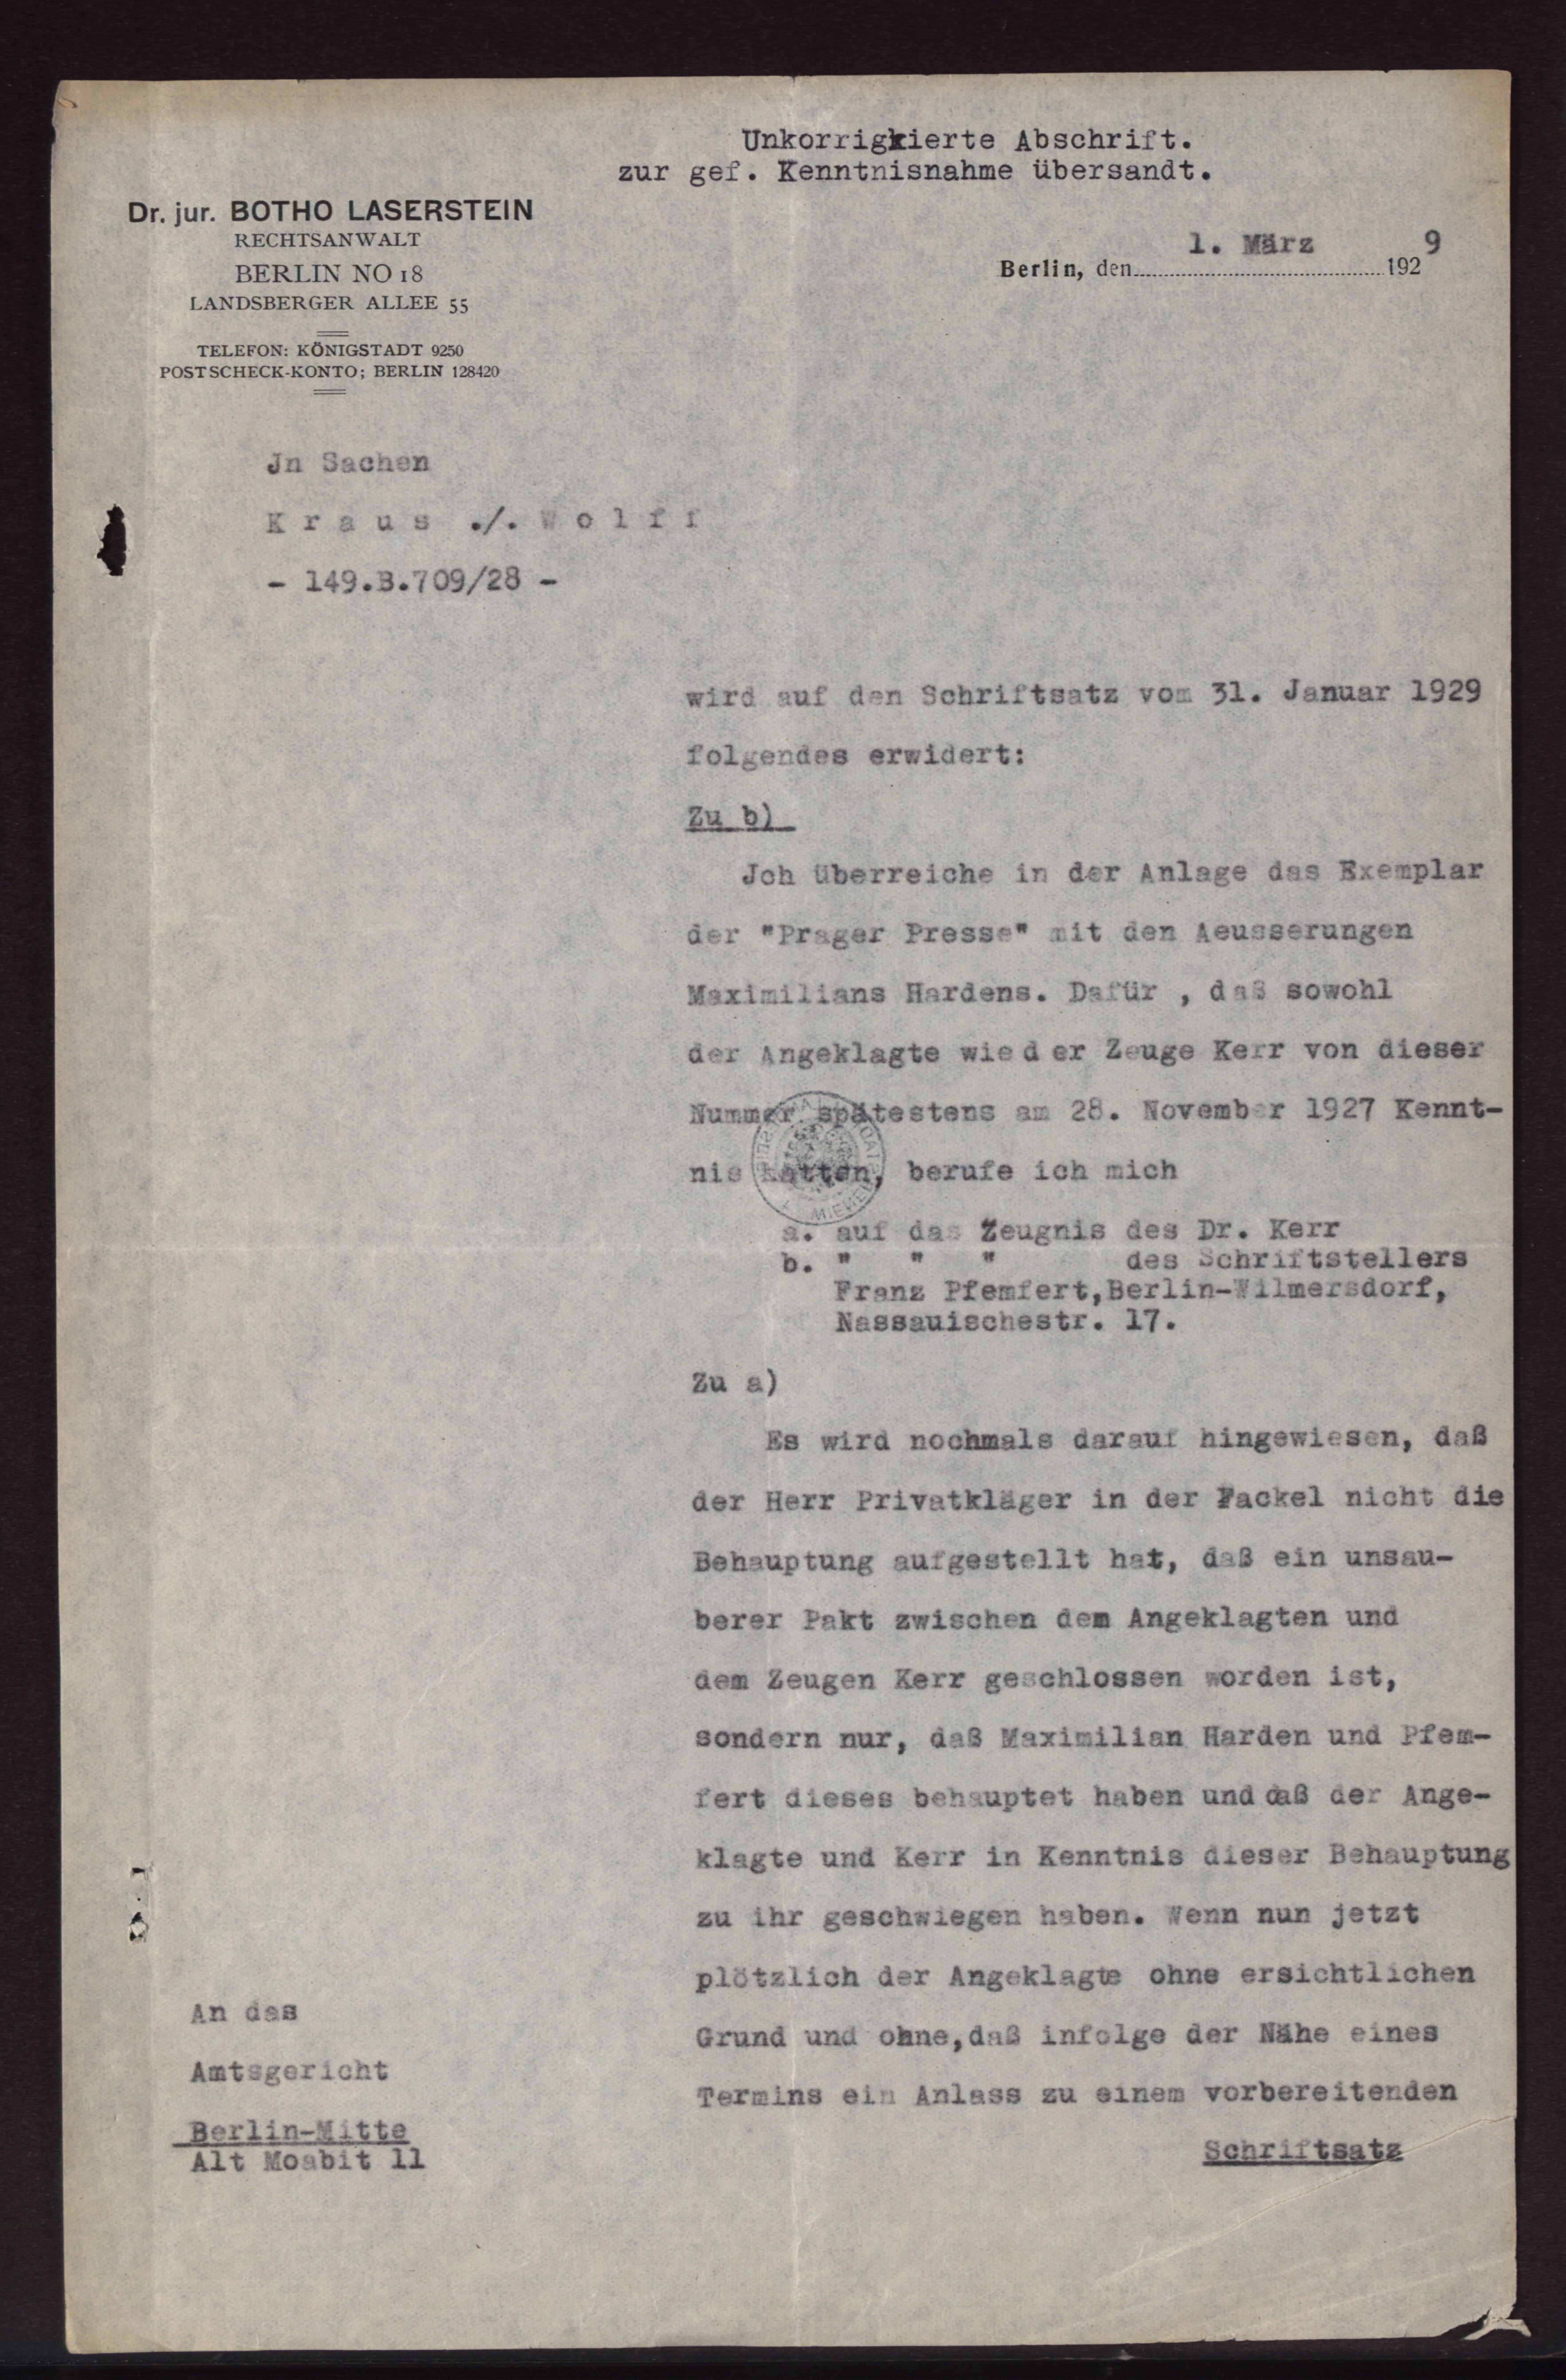 Unkorrigkierte Abschrift.
zur gef. Kenntnisnahme übersandt.
Dr. jur. BOTHO LASERSTEIN
RECHTSANWALT
BERLIN NO 18
LANDSBERGER ALLEE 55
TELEFON: KÖNIGSTADT 9250
POSTSCHECK-KONTO; BERLIN 128420
Berlin, den 1. März 1929
Jn Sachen
K r a u s ./. W o l f f
- 149.B.709/28 -
wird auf den Schriftsatz vom 31. Januar 1929
folgendes erwidert:
Zu b)
Jch überreiche in der Anlage das Exemplar
der "Prager Presse" mit den Aeusserungen
Maximilians Hardens. Dafür , daß sowohl
der Angeklagte wie der Zeuge Kerr von dieser
Nummer spätestens am 28. November 1927 Kennt-
nis hatten, berufe ich mich
a. auf das Zeugnis des Dr. Kerr
b. " " " des Schriftstellers
Franz Pfemfert,Berlin-Wilmersdorf,
Nassauischestr. 17.
Zu a)
Es wird nochmals darauf hingewiesen, daß
der Herr Privatkläger in der Fackel nicht die
Behauptung aufgestellt hat, daß ein unsau-
berer Pakt zwischen dem Angeklagten und
dem Zeugen Kerr geschlossen worden ist,
sondern nur, daß Maximilian Harden und Pfem-
fert dieses behauptet haben und daß der Ange-
klagte und Kerr in Kenntnis dieser Behauptung
zu ihr geschwiegen haben. Wenn nun jetzt
plötzlich der Angeklagte ohne ersichtlichen
Grund und ohne,daß infolge der Nähe eines
Termins ein Anlass zu einem vorbereitenden
Schriftsatz
An das
Amtsgericht
Berlin-Mitte
Alt Moabit 11